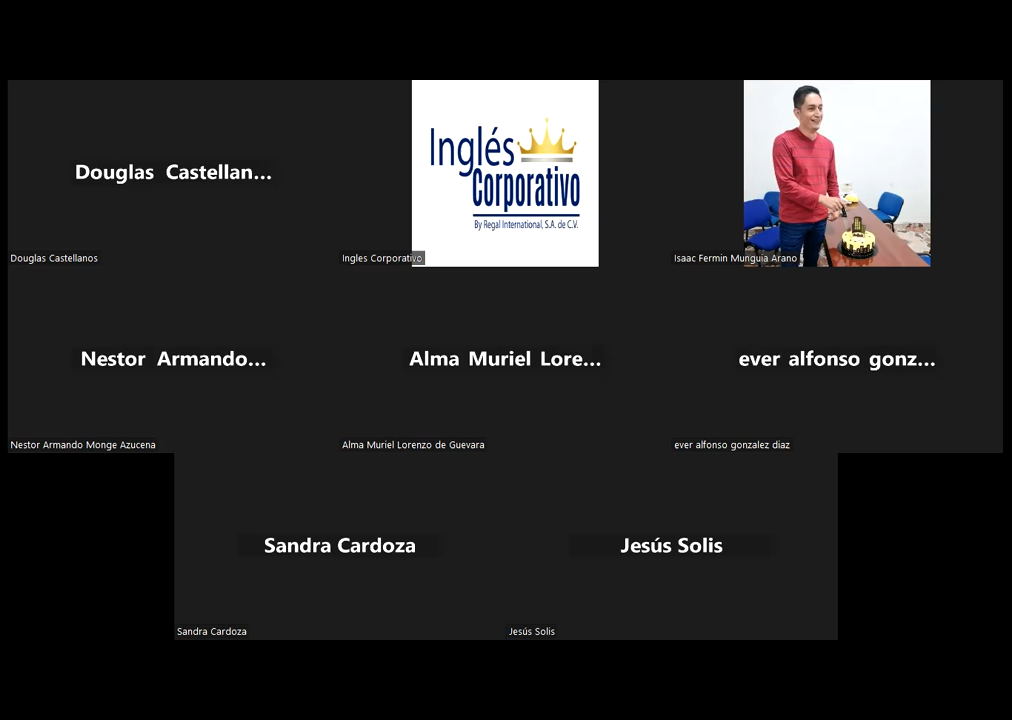 Douglas Castellan...
Douglas Castellanos
Inglés
Corporativo
By Regal International, S.A. de C.V.
Ingles Corporativo
Isaac Fermin Munguia Arano
Nestor Armando...
Nestor Armando Monge Azucena
Alma Muriel Lore...
Alma Muriel Lorenzo de Guevara
ever alfonso gonz...
ever alfonso gonzalez diaz
Sandra Cardoza
Sandra Cardoza
Jesús Solis
Jesús Solis